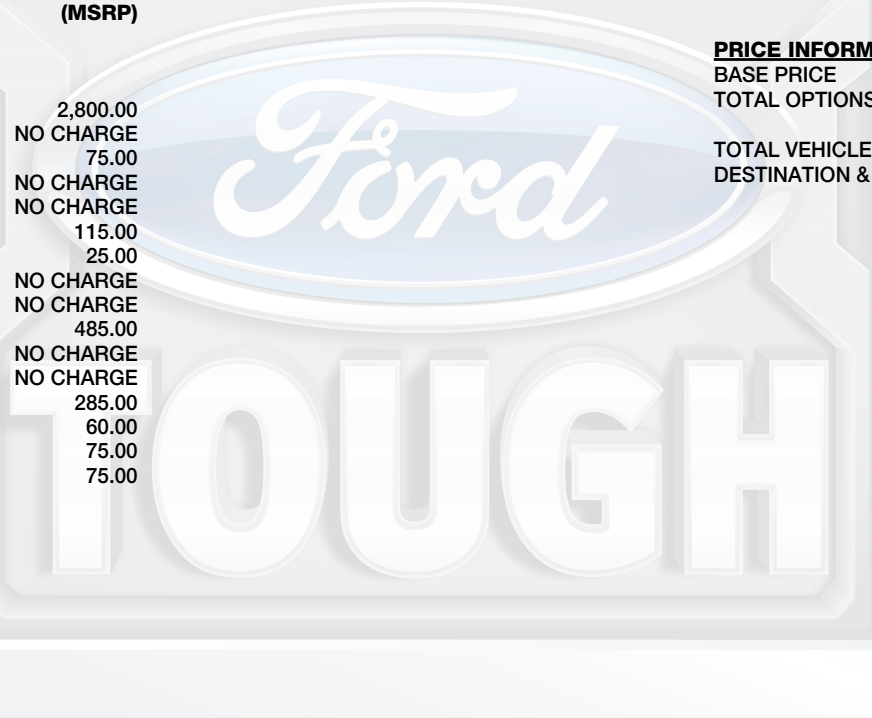 (MSRP)
2,800.00
NO CHARGE
75.00
NO CHARGE
NO CHARGE
115.00
25.00
NO CHARGE
NO CHARGE
485.00
NO CHARGE
NO CHARGE
285.00
60.00
75.00
75.00
PRICE INFORM
BASE PRICE
TOTAL OPTIONS
TOTAL VEHICLE
DESTINATION &
Ford
TOUGH